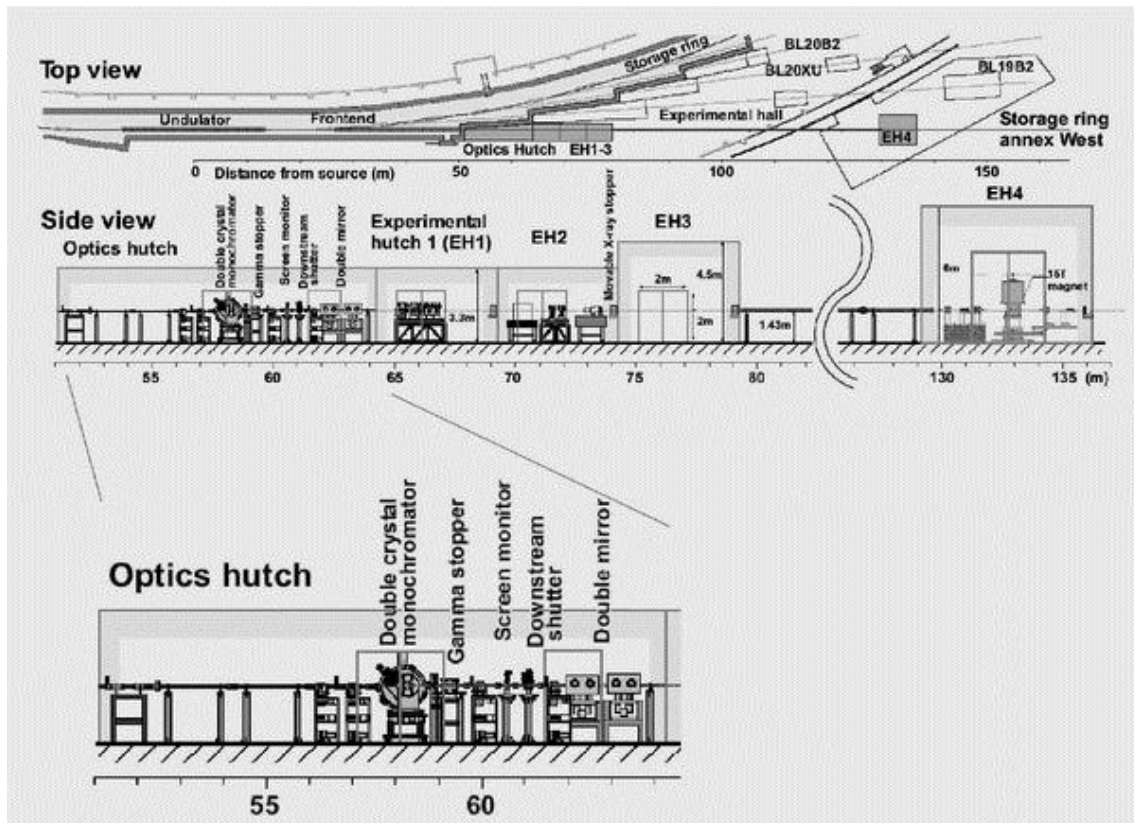 Top view
Storage ring
BL20B2
BL20XU
BL19B2
Undulator
Frontend
Experimental hall
Optics Hutch
EH1-3
EH4
Storage ring
annex West
0
Distance from source (m)
50
100
150
Side view
Optics hutch
Double crystal
monochromator
Gamma stopper
Screen monitor
Downstream
shutter
Double mirror
Experimental
hutch 1 (EH1)
EH2
Movable X-ray stopper
EH3
EH4
3.3m
2m
2m
4.5m
1.43m
6m
15T
magnet
55
60
65
70
75
80
130
135
(m)
Optics hutch
Double crystal
monochromator
Gamma stopper
Screen monitor
Downstream
shutter
Double mirror
55
60